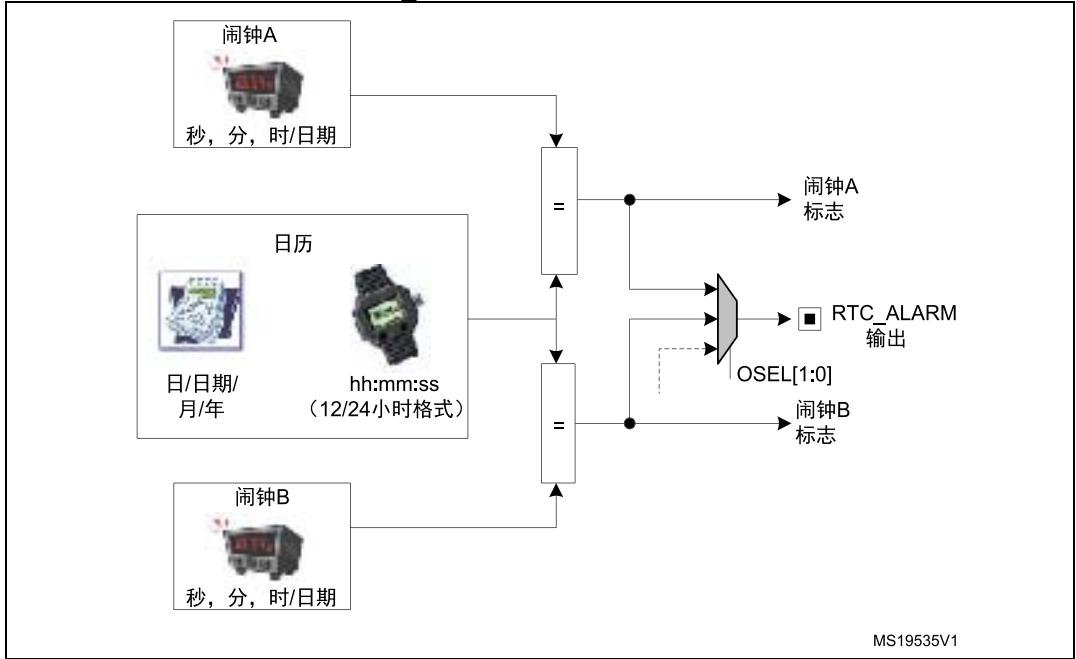 闹钟A
秒，分，时/日期
日历
日/日期/
月/年
hh:mm:ss
（12/24小时格式）
闹钟B
秒，分，时/日期
=
=
闹钟A
标志
RTC_ALARM
输出
OSEL[1:0]
闹钟B
标志
MS19535V1